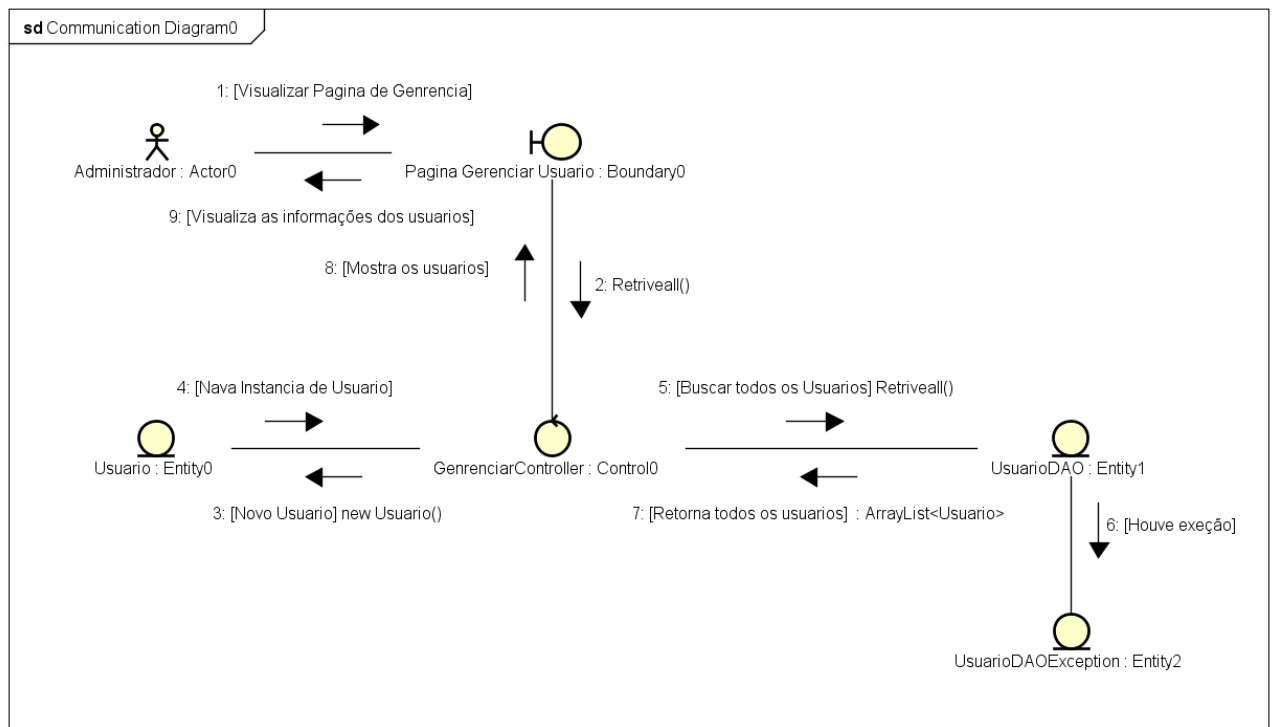 sd Communication Diagram0
1: [Visualizar Pagina de Genrencia]
Administrador : Actor0
Pagina Gerenciar Usuario : Boundary0
9: [Visualiza as informações dos usuarios]
8: [Mostra os usuarios]
2: Retriveall()
4: [Nava Instancia de Usuario]
5: [Buscar todos os Usuarios] Retriveall()
Usuario : Entity0
GenrenciarController : Control0
UsuarioDAO : Entity1
3: [Novo Usuario] new Usuario()
7: [Retorna todos os usuarios]  : ArrayList<Usuario>
6: [Houve exeção]
UsuarioDAOException : Entity2